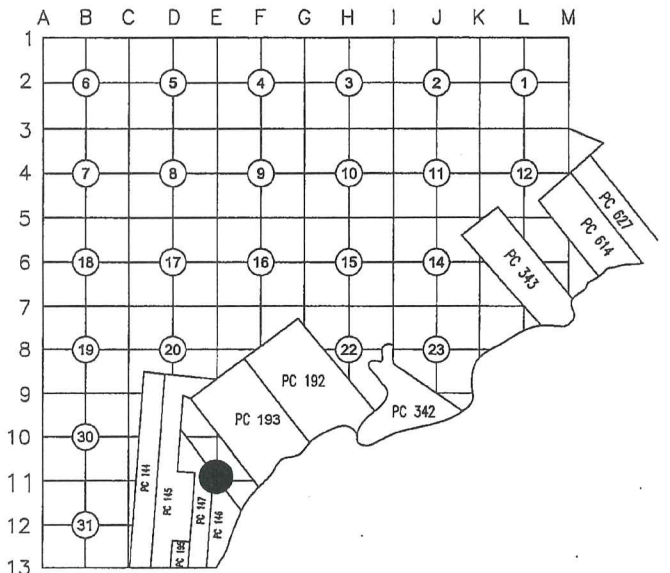 A B C D E F G H I J K L M
1
6 5 4 3 2 1
2
3
4
7 8 9 10 11 12
5
6
18 17 16 15 14
PC 627
PC 614
PC 343
7
8
19 20 22 23
PC 192
9
PC 193
PC 342
10
30
PC 144
PC 145
11
PC 147
PC 146
12
31
PC 195
13